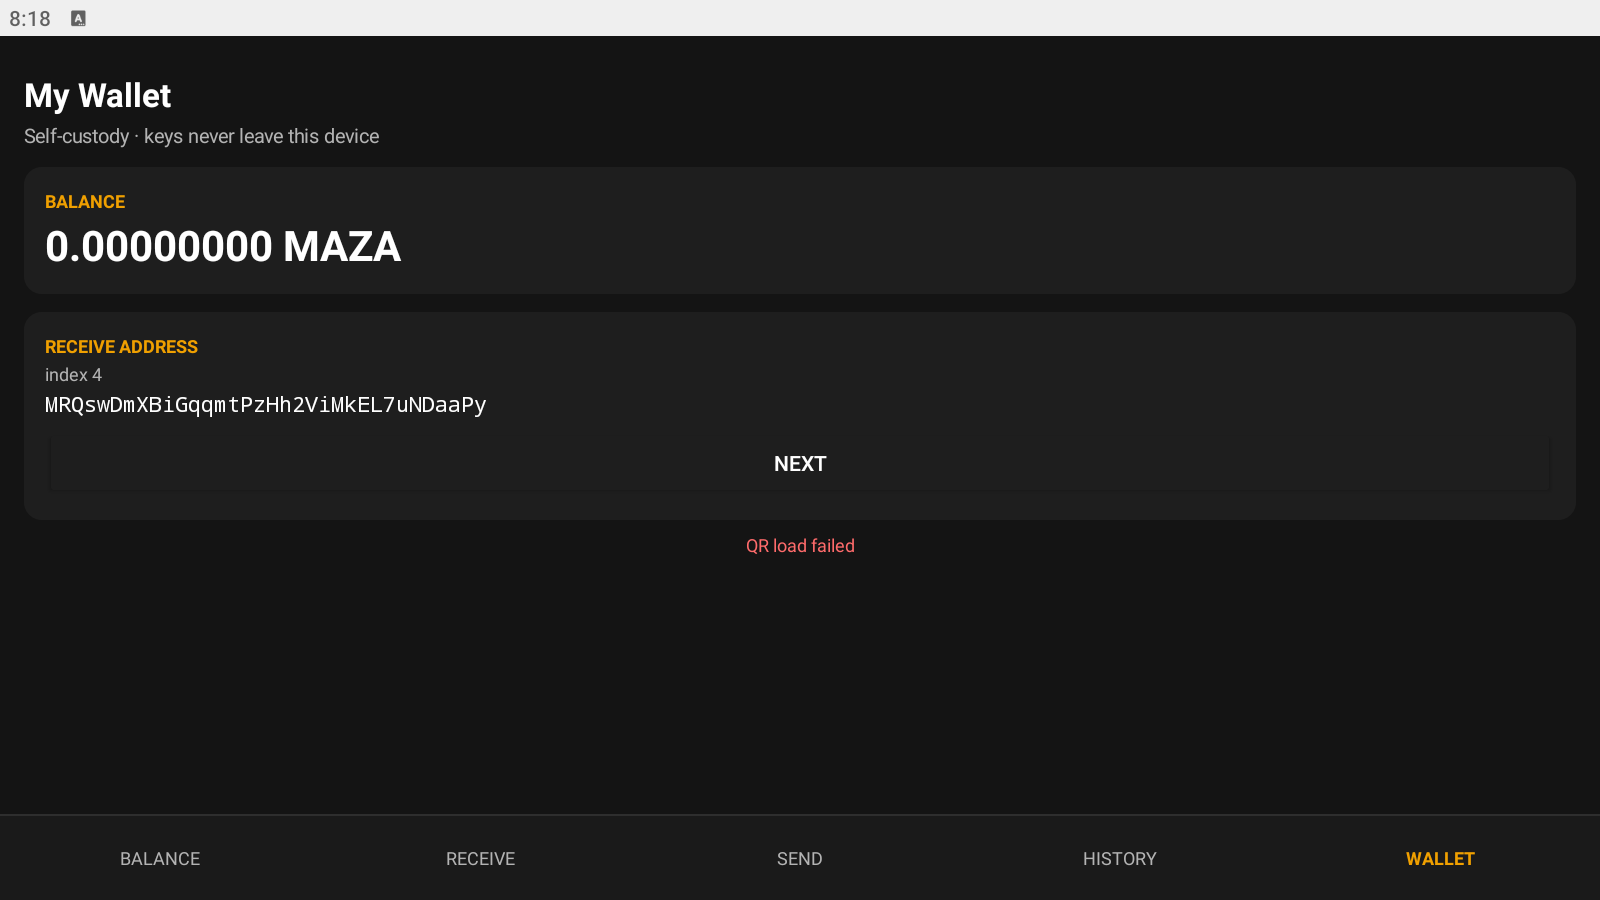 8:18
A
My Wallet
Self-custody · keys never leave this device
BALANCE
0.00000000 MAZA
RECEIVE ADDRESS
index 4
MRQswDmXBiGqqmtPzHh2ViMkEL7uNDaaPy
NEXT
QR load failed
BALANCE
RECEIVE
SEND
HISTORY
WALLET